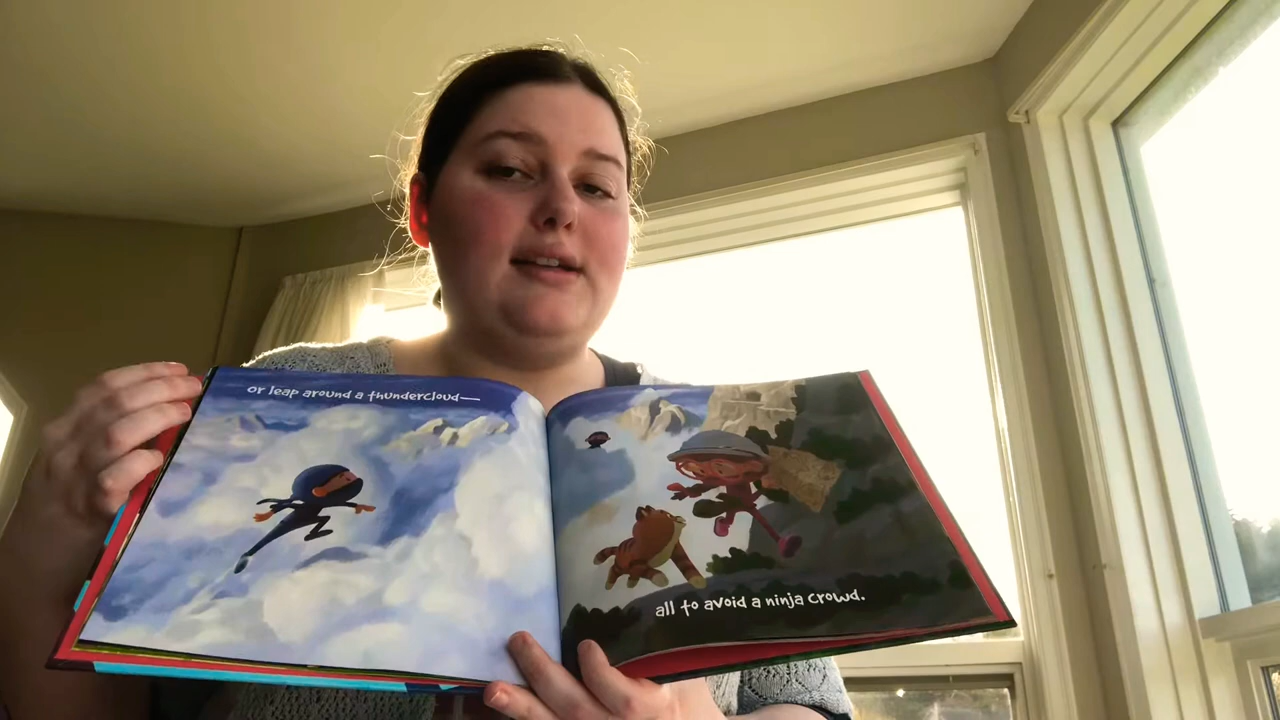 or leap around a thundercloud—
all to avoid a ninja crowd.